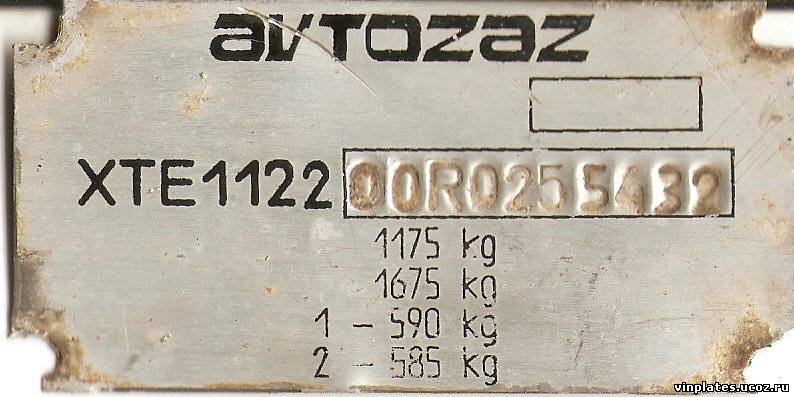 avtozaz
XTE1122 00R0255432
1175 kg
1675 kg
1 - 590 kg
2 - 585 kg
vinplates.ucoz.ru